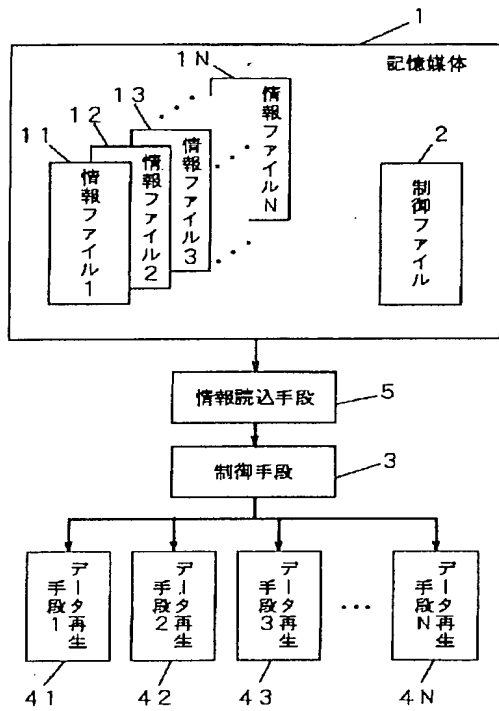 1
記憶媒体
1N
13
12
11
情報ファイル1
情報ファイル2
情報ファイル3
情報ファイルN
2
制御ファイル
情報読込手段
5
制御手段
3
データ再生
手段1
データ再生
手段2
データ再生
手段3
データ再生
手段N
41
42
43
4N